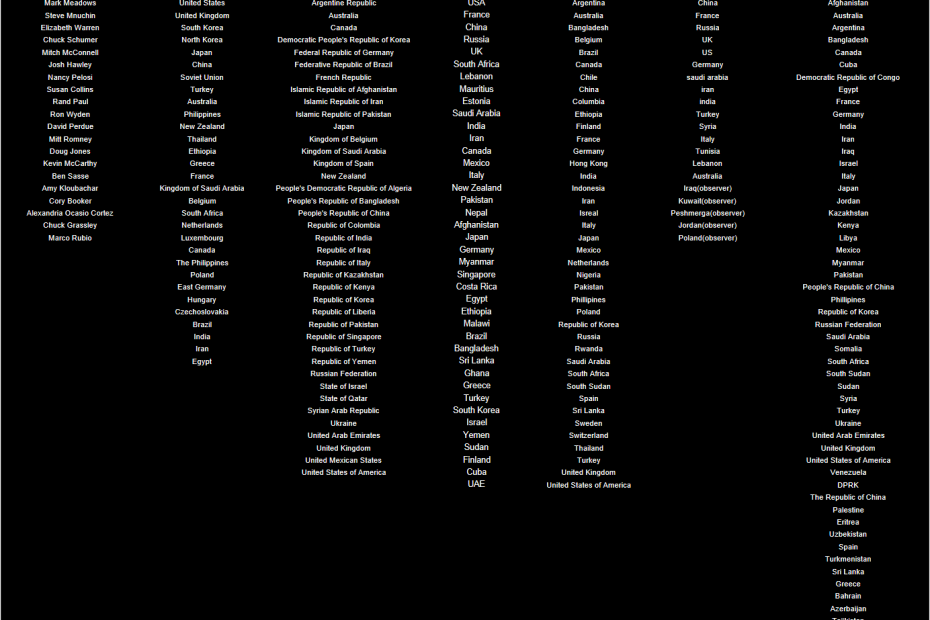 Mark Meadows
Steve Mnuchin
Elizabeth Warren
Chuck Schumer
Mitch McConnell
Josh Hawley
Nancy Pelosi
Susan Collins
Rand Paul
Ron Wyden
David Perdue
Mitt Romney
Doug Jones
Kevin McCarthy
Ben Sasse
Amy Kloubachar
Cory Booker
Alexandria Ocasio Cortez
Chuck Grassley
Marco Rubio
United States
United Kingdom
South Korea
North Korea
Japan
China
Soviet Union
Turkey
Australia
Philippines
New Zealand
Thailand
Ethiopia
Greece
France
Kingdom of Saudi Arabia
Belgium
South Africa
Netherlands
Luxembourg
Canada
The Philippines
Poland
East Germany
Hungary
Czechoslovakia
Brazil
India
Iran
Egypt
Argentine Republic
Australia
Canada
Democratic People's Republic of Korea
Federal Republic of Germany
Federative Republic of Brazil
French Republic
Islamic Republic of Afghanistan
Islamic Republic of Iran
Islamic Republic of Pakistan
Japan
Kingdom of Belgium
Kingdom of Saudi Arabia
Kingdom of Spain
New Zealand
People's Democratic Republic of Algeria
People's Republic of Bangladesh
People's Republic of China
Republic of Colombia
Republic of India
Republic of Iraq
Republic of Italy
Republic of Kazakhstan
Republic of Kenya
Republic of Korea
Republic of Liberia
Republic of Pakistan
Republic of Singapore
Republic of Turkey
Republic of Yemen
Russian Federation
State of Israel
State of Qatar
Syrian Arab Republic
Ukraine
United Arab Emirates
United Kingdom
United Mexican States
United States of America
USA
France
China
Russia
UK
South Africa
Lebanon
Mauritius
Estonia
Saudi Arabia
India
Iran
Canada
Mexico
Italy
New Zealand
Pakistan
Nepal
Afghanistan
Japan
Germany
Myanmar
Singapore
Costa Rica
Egypt
Ethiopia
Malawi
Brazil
Bangladesh
Sri Lanka
Ghana
Greece
Turkey
South Korea
Israel
Yemen
Sudan
Finland
Cuba
UAE
Argentina
Australia
Bangladesh
Belgium
Brazil
Canada
Chile
China
Columbia
Ethiopia
Finland
France
Germany
Hong Kong
India
Indonesia
Iran
Isreal
Italy
Japan
Mexico
Netherlands
Nigeria
Pakistan
Phillipines
Poland
Republic of Korea
Russia
Rwanda
Saudi Arabia
South Africa
South Sudan
Spain
Sri Lanka
Sweden
Switzerland
Thailand
Turkey
United Kingdom
United States of America
China
France
Russia
UK
US
Germany
saudi arabia
iran
india
Turkey
Syria
Italy
Tunisia
Lebanon
Australia
Iraq(observer)
Kuwait(observer)
Peshmerga(observer)
Jordan(observer)
Poland(observer)
Afghanistan
Australia
Argentina
Bangladesh
Canada
Cuba
Democratic Republic of Congo
Egypt
France
Germany
India
Iran
Iraq
Israel
Italy
Japan
Jordan
Kazakhstan
Kenya
Libya
Mexico
Myanmar
Pakistan
People's Republic of China
Phillipines
Republic of Korea
Russian Federation
Saudi Arabia
Somalia
South Africa
South Sudan
Sudan
Syria
Turkey
Ukraine
United Arab Emirates
United Kingdom
United States of America
Venezuela
DPRK
The Republic of China
Palestine
Eritrea
Uzbekistan
Spain
Turkmenistan
Sri Lanka
Greece
Bahrain
Azerbaijan